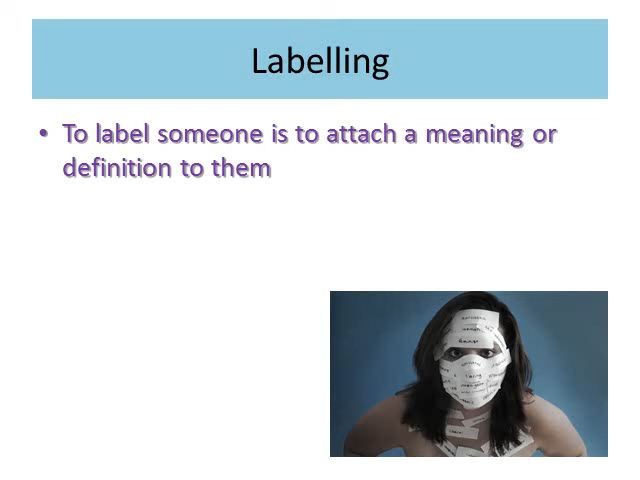 Labelling
• To label someone is to attach a meaning or
definition to them